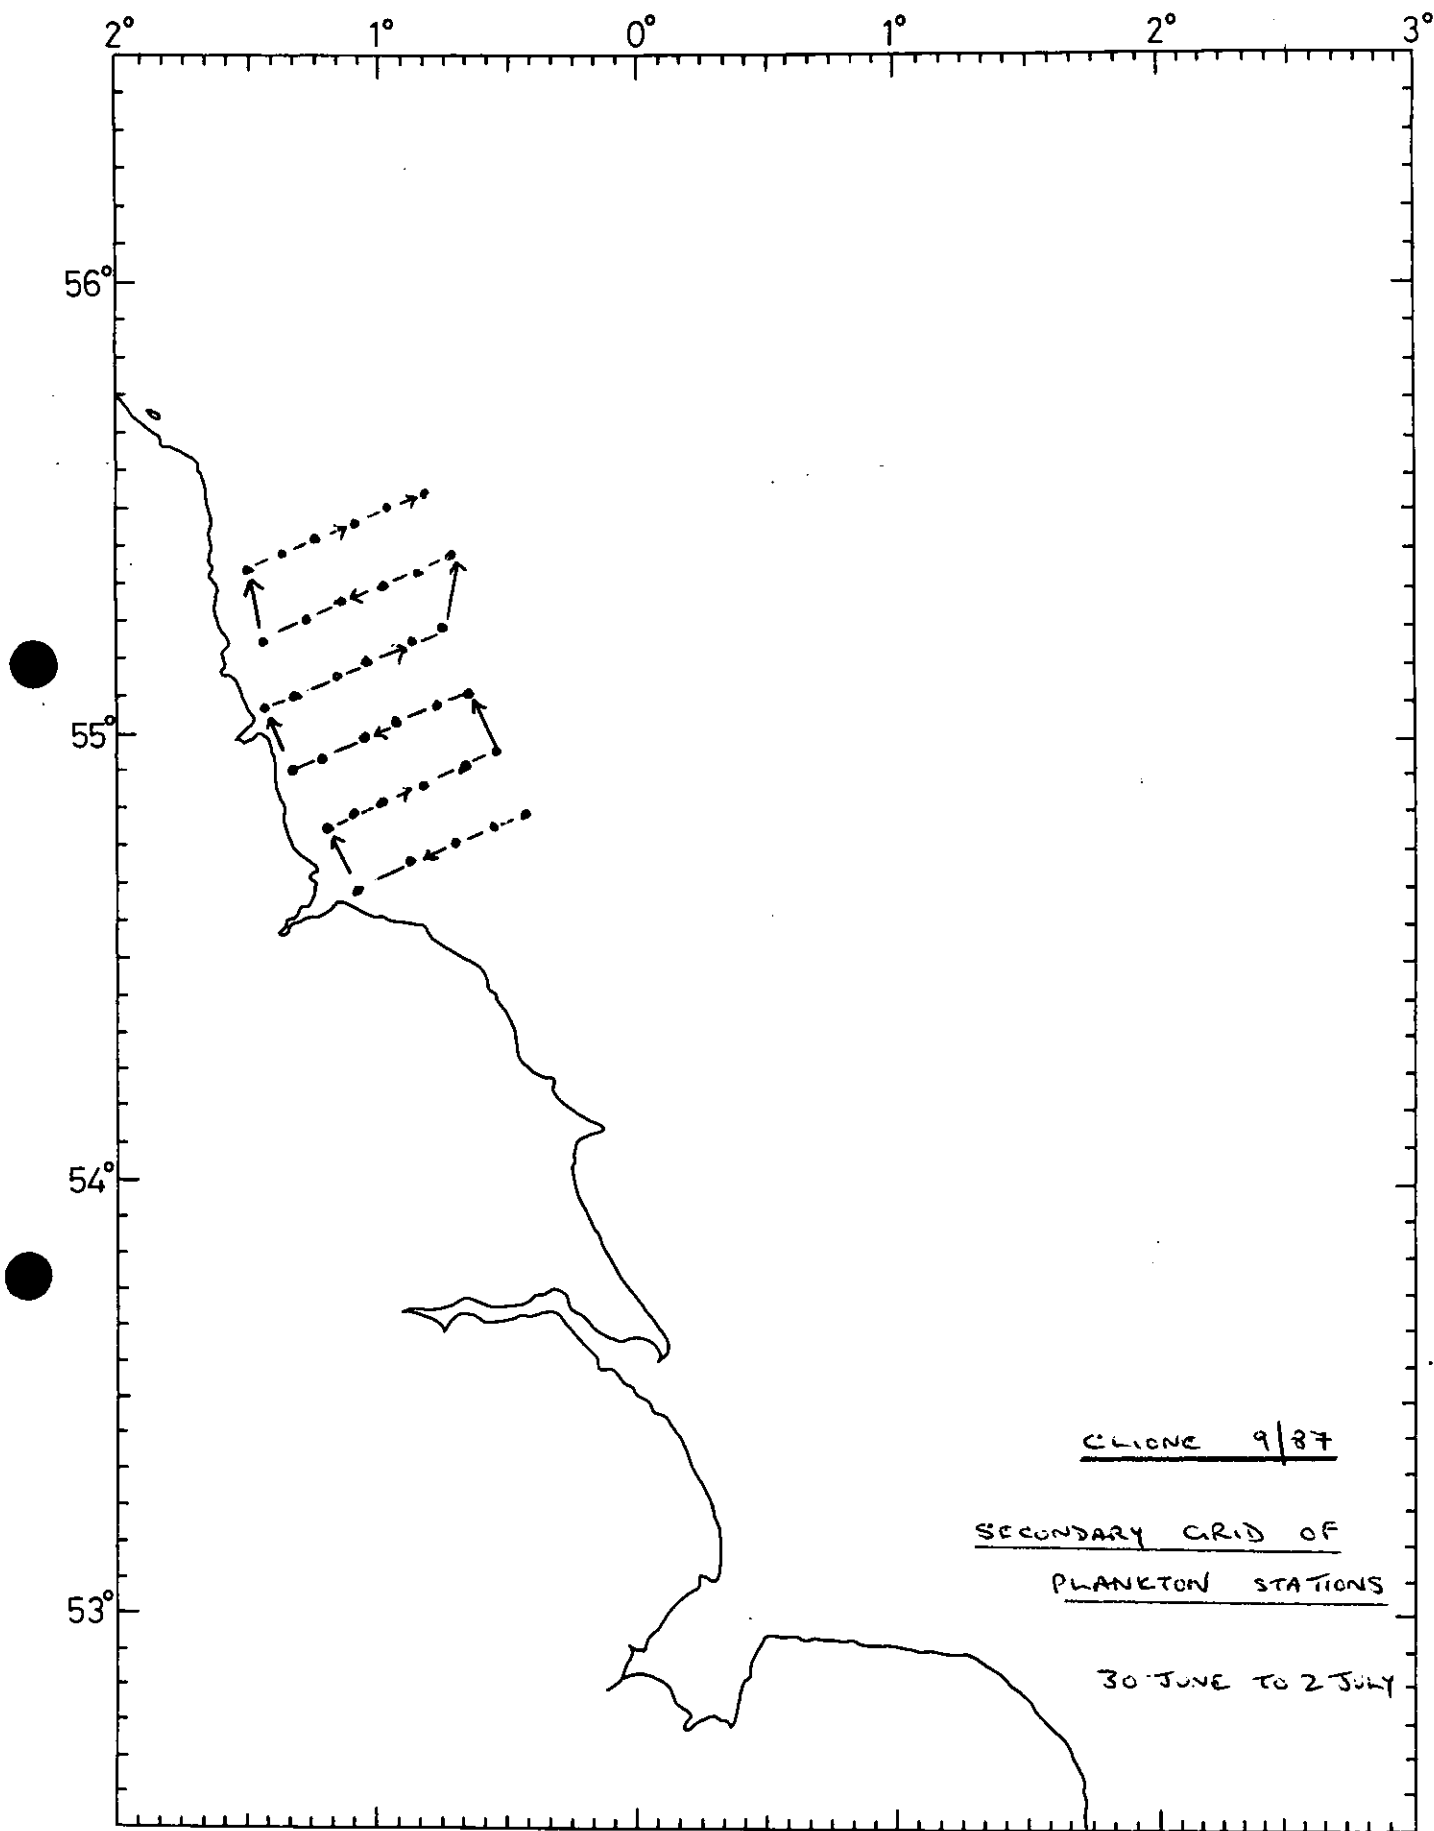 2° 1° 0° 1° 2° 3°
56°
55°
54°
53°
CLIONE 9/87
SECONDARY GRID OF
PLANKTON STATIONS
30 JUNE TO 2 JULY